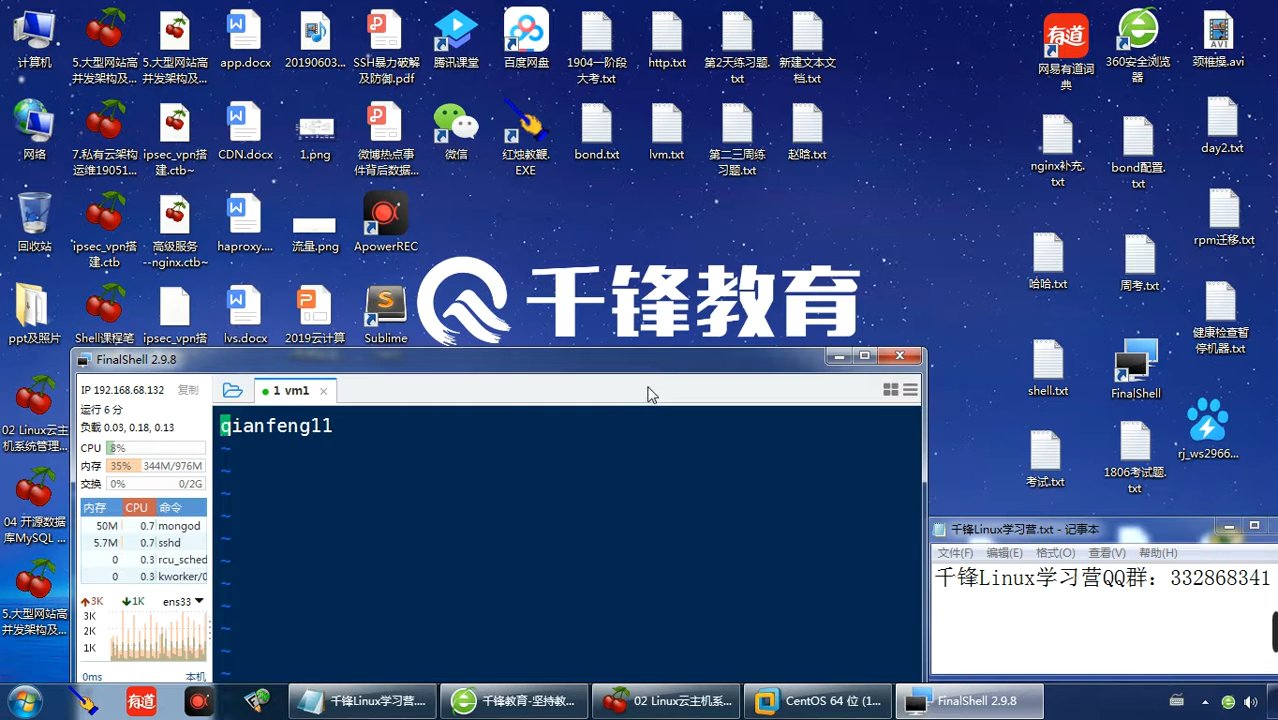 计算机
5.大型网站高
并发架构及...
5.大型网站高
并发架构及...
app.docx
20190603...
SSH暴力破解
及防御.pdf
腾讯课堂
百度网盘
1904一阶段
大考.txt
http.txt
第2天练习题.
txt
新建文本文
档.txt
网易有道词
典
360安全浏览
器
颈椎操.avi
网络
7.私有云架构
运维19051...
ipsec_vpn搭
建.ctb~
CDN.docx
1.png
件背后数据...
微信
红烛教鞭.
EXE
bond.txt
lvm.txt
第二三周练
习题.txt
赵晗.txt
nginx补充.
txt
bond配置.
txt
day2.txt
回收站
ipsec_vpn搭
建.ctb
高级服务
--nginx.ctb~
haproxy....
流量.png
ApowerREC
rpm迁移.txt
千锋教育
哈哈.txt
周考.txt
ppt及照片
Shell课程笔
ipsec_vpn搭
lvs.docx
2019云计算
Sublime
健康检查暂
停机器.txt
shell.txt
FinalShell
rj_ws2966...
考试.txt
1806考试题.
txt
02 Linux云主
机系统管理...
04 开源数据
库MySQL ...
5.大型网站高
并发架构及...
FinalShell 2.9.8
IP 192.168.68.132 复制
运行 6 分
负载 0.03, 0.18, 0.13
CPU 8%
内存 35% 344M/976M
交换 0% 0/2G
内存 CPU 命令
50M 0.7 mongod
5.7M 0.7 sshd
0 0.3 rcu_sched
0 0.3 kworker/0
3K 1K ens33
3K
2K
1K
0ms 本机
1 vm1
qianfeng11
~
~
~
~
~
~
~
~
~
~
~
千锋Linux学习营.txt - 记事本
文件(F) 编辑(E) 格式(O) 查看(V) 帮助(H)
千锋Linux学习营QQ群：332868341
有道
千锋Linux学习营....
千锋教育-坚持教...
02 Linux云主机系...
CentOS 64 位 (1...
FinalShell 2.9.8